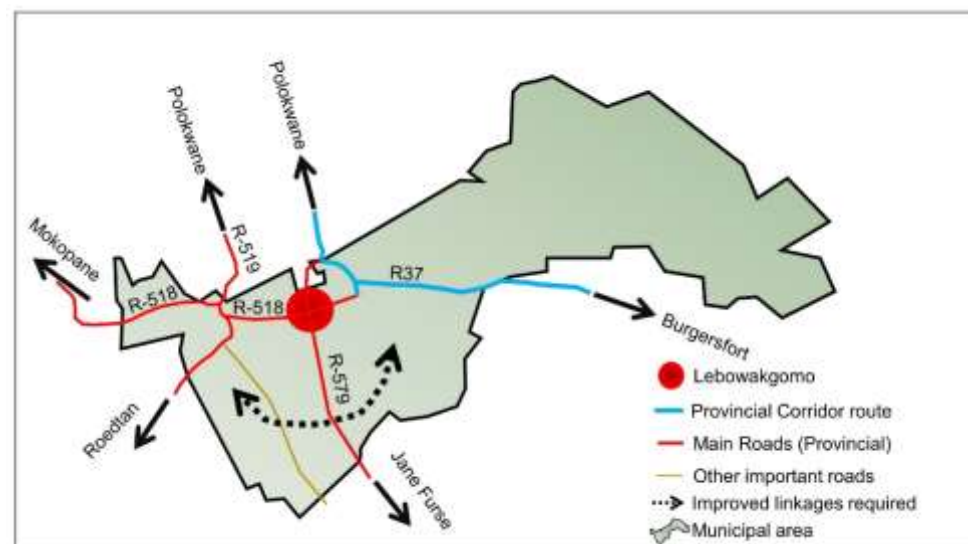 Polokwane
Polokwane
Mokopane
R-519
R-518
R-518
R37
Burgersfort
R-579
Roedtan
Jane Furse
Lebowakgomo
Provincial Corridor route
Main Roads (Provincial)
Other important roads
Improved linkages required
Municipal area